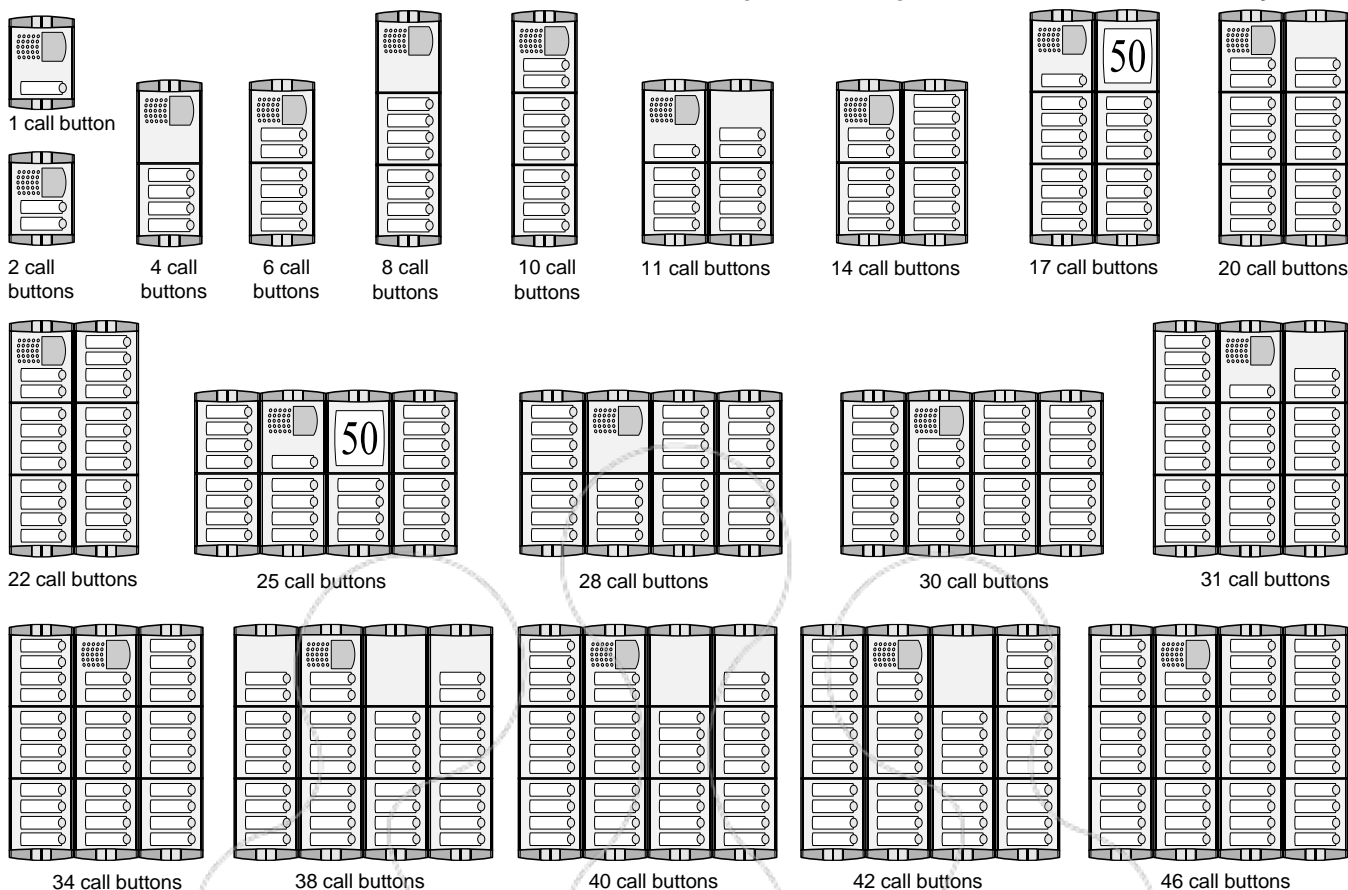 50
1 call button
2 call
buttons
4 call
buttons
6 call
buttons
8 call
buttons
10 call
buttons
11 call buttons
14 call buttons
17 call buttons
20 call buttons
50
22 call buttons
25 call buttons
28 call buttons
30 call buttons
31 call buttons
34 call buttons
38 call buttons
40 call buttons
42 call buttons
46 call buttons